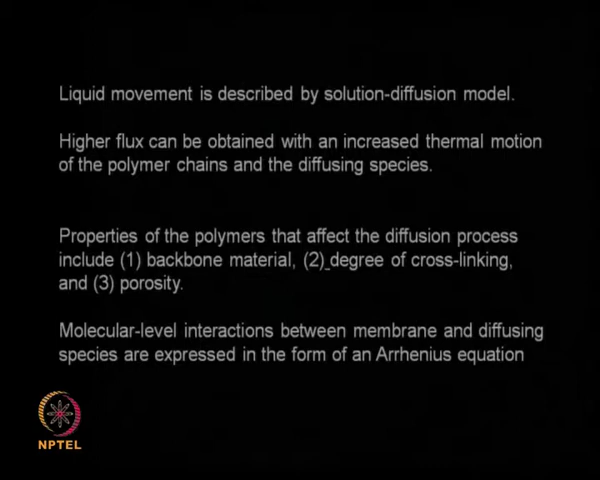 Liquid movement is described by solution-diffusion model.
Higher flux can be obtained with an increased thermal motion
of the polymer chains and the diffusing species.
Properties of the polymers that affect the diffusion process
include (1) backbone material, (2)_degree of cross-linking,
and (3) porosity.
Molecular-level interactions between membrane and diffusing
species are expressed in the form of an Arrhenius equation
NPTEL